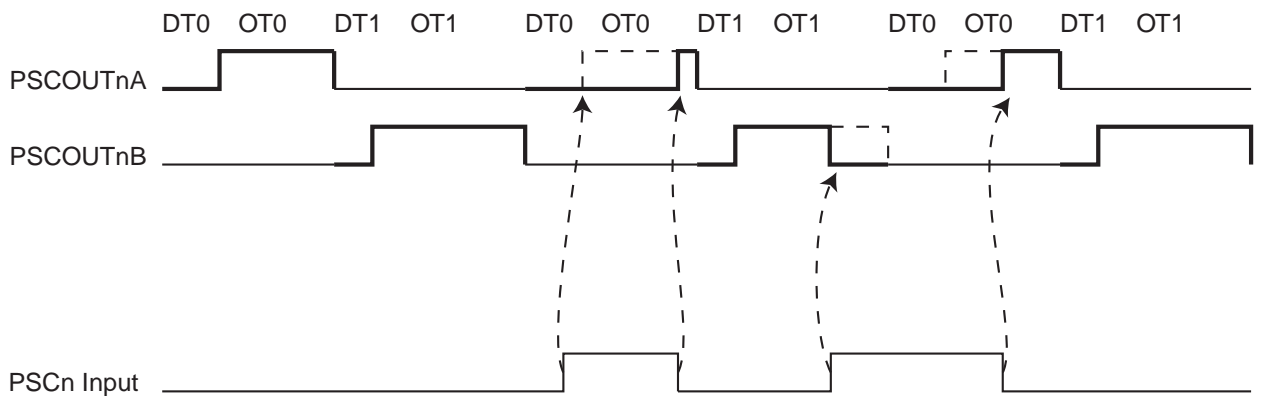 DT0 OT0 DT1 OT1 DT0 OT0 DT1 OT1 DT0 OT0 DT1 OT1
PSCOUTnA
PSCOUTnB
PSCn Input